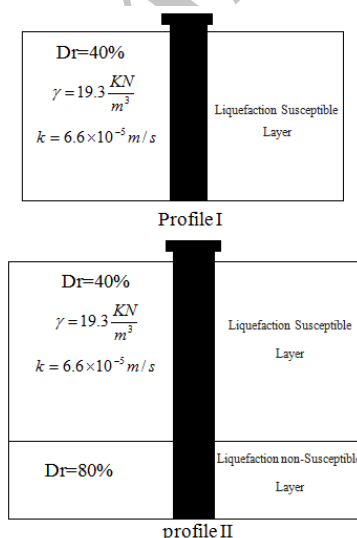 Dr=40%
γ=19.3 KN/m³
k = 6.6×10⁻⁵ m/s
Liquefaction Susceptible
Layer
Profile I
Dr=40%
γ=19.3 KN/m³
k = 6.6×10⁻⁵ m/s
Liquefaction Susceptible
Layer
Dr=80%
Liquefaction non-Susceptible
Layer
profile II